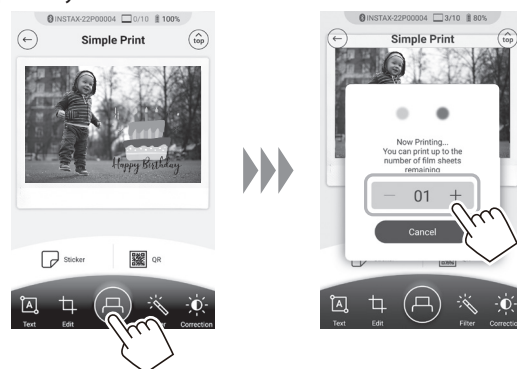 INSTAX-22P00004 0/10 100%
Simple Print
top
Happy Birthday
Sticker
QR
Text Edit Correction
INSTAX-22P00004 3/10 80%
Simple Print
top
Now Printing...
You can print up to the
number of film sheets
remaining
01
Cancel
Text Edit Filter Correction